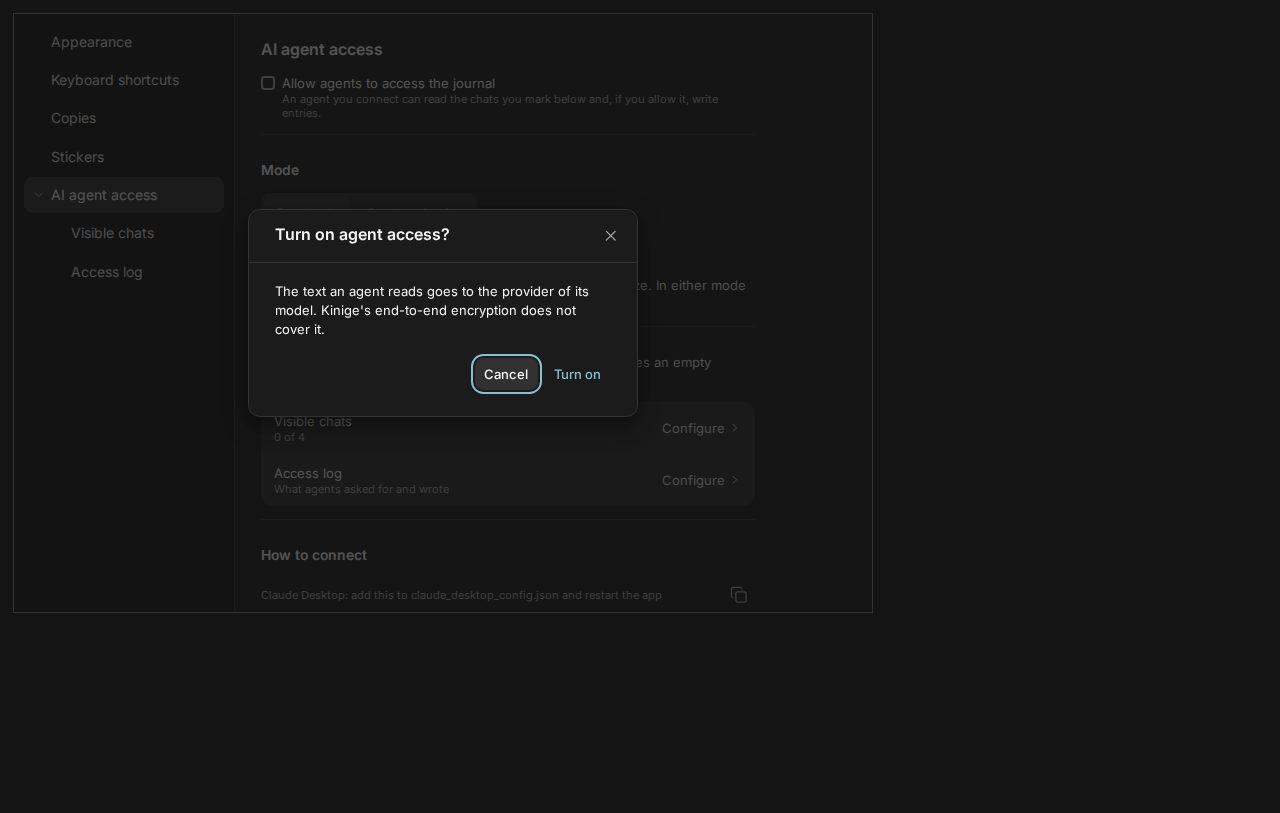 Appearance
Keyboard shortcuts
Copies
Stickers
AI agent access
Visible chats
Access log
AI agent access
Allow agents to access the journal
An agent you connect can read the chats you mark below and, if you allow it, write
entries.
Mode
Turn on agent access?
The text an agent reads goes to the provider of its
model. Kinige's end-to-end encryption does not
cover it.
Cancel
Turn on
In either mode
an empty
Visible chats
0 of 4
Configure
Access log
What agents asked for and wrote
Configure
How to connect
Claude Desktop: add this to claude_desktop_config.json and restart the app